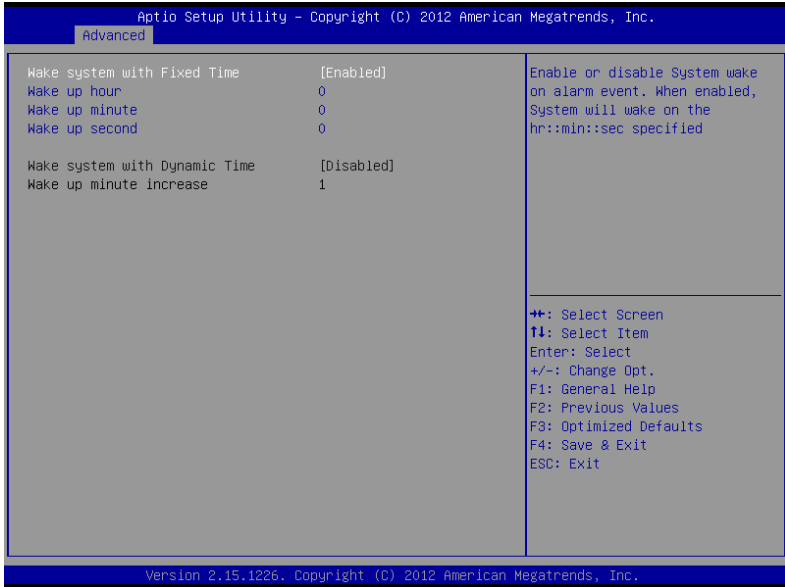 Aptio Setup Utility – Copyright (C) 2012 American Megatrends, Inc.
Advanced
Wake system with Fixed Time [Enabled]
Wake up hour 0
Wake up minute 0
Wake up second 0
Wake system with Dynamic Time [Disabled]
Wake up minute increase 1
Enable or disable System wake
on alarm event. When enabled,
System will wake on the
hr::min::sec specified
→←: Select Screen
↑↓: Select Item
Enter: Select
+/-: Change Opt.
F1: General Help
F2: Previous Values
F3: Optimized Defaults
F4: Save & Exit
ESC: Exit
Version 2.15.1226. Copyright (C) 2012 American Megatrends, Inc.